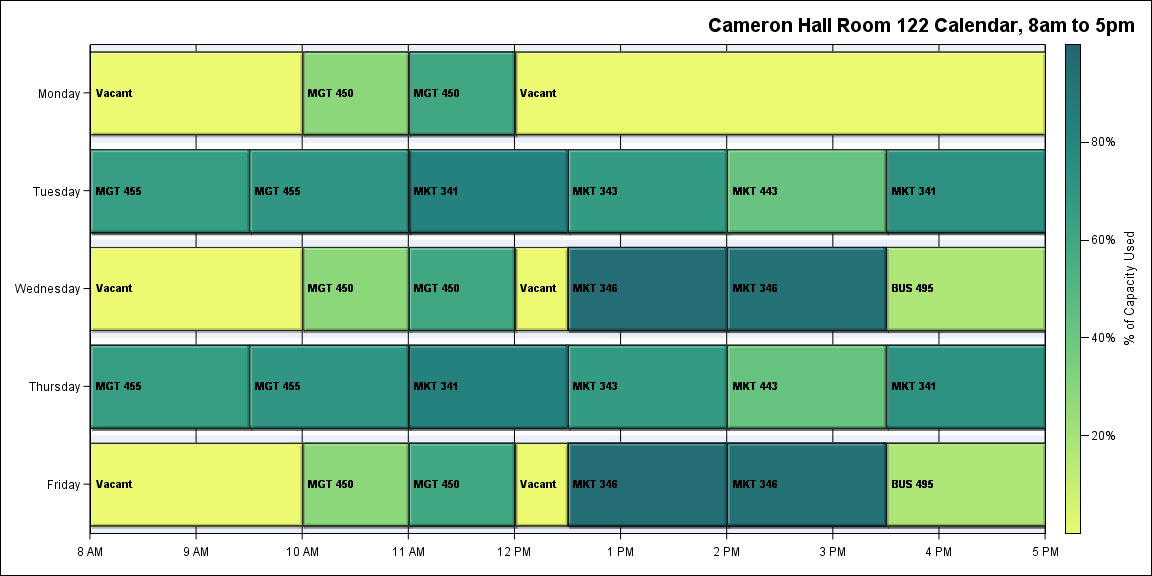 Cameron Hall Room 122 Calendar, 8am to 5pm
Monday
Vacant
MGT 450
MGT 450
Vacant
Tuesday
MGT 455
MGT 455
MKT 341
MKT 343
MKT 443
MKT 341
Wednesday
Vacant
MGT 450
MGT 450
Vacant
MKT 346
MKT 346
BUS 495
Thursday
MGT 455
MGT 455
MKT 341
MKT 343
MKT 443
MKT 341
Friday
Vacant
MGT 450
MGT 450
Vacant
MKT 346
MKT 346
BUS 495
8 AM
9 AM
10 AM
11 AM
12 PM
1 PM
2 PM
3 PM
4 PM
5 PM
80%
60%
40%
20%
% of Capacity Used